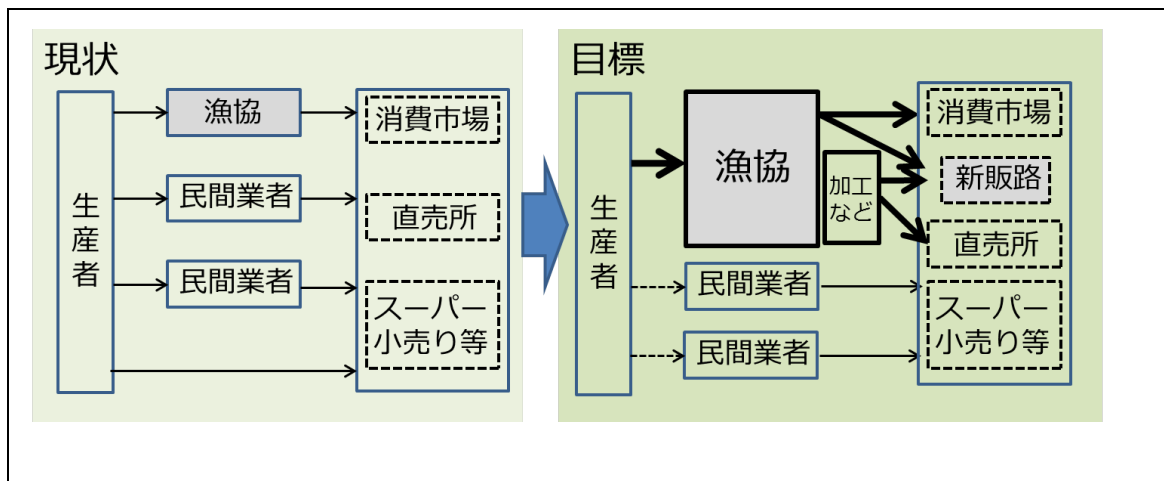 現状
生産者
漁協
民間業者
民間業者
消費市場
直売所
スーパー
小売り等
目標
生産者
漁協
加工
など
民間業者
民間業者
消費市場
新販路
直売所
スーパー
小売り等